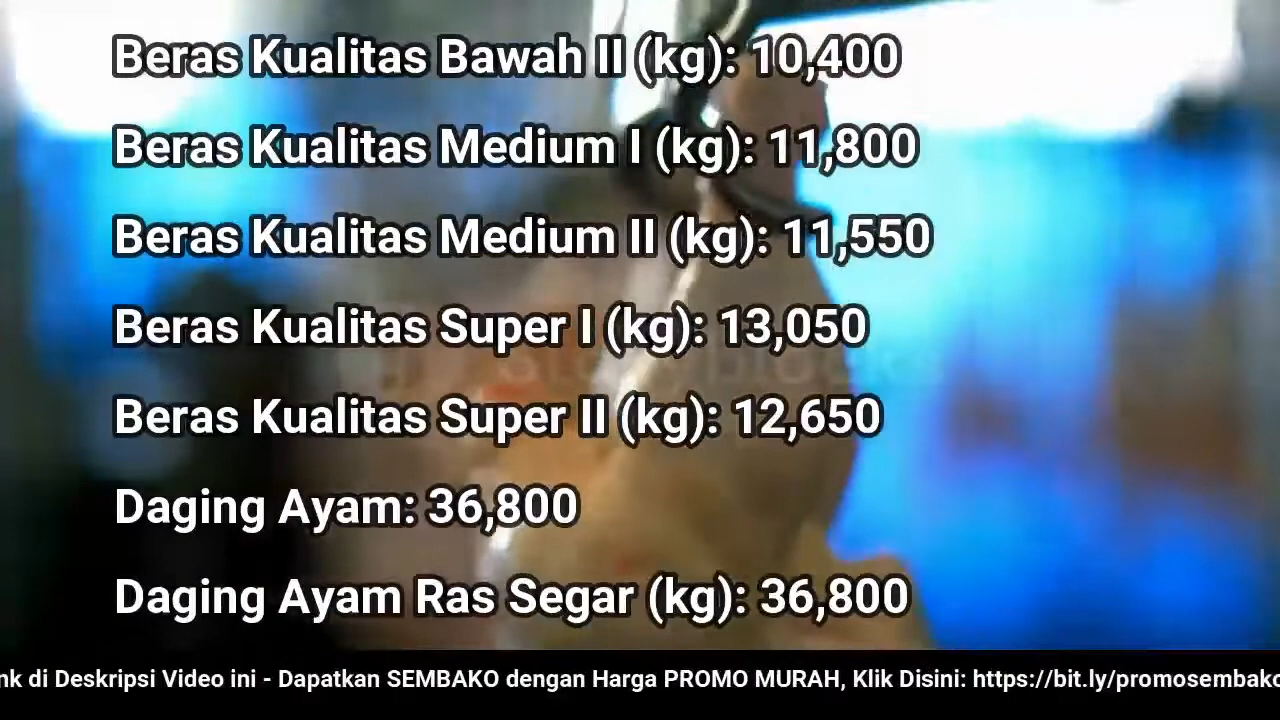 Beras Kualitas Bawah II (kg): 10,400
Beras Kualitas Medium I (kg): 11,800
Beras Kualitas Medium II (kg): 11,550
Beras Kualitas Super I (kg): 13,050
Beras Kualitas Super II (kg): 12,650
Daging Ayam: 36,800
Daging Ayam Ras Segar (kg): 36,800
nk di Deskripsi Video ini - Dapatkan SEMBAKO dengan Harga PROMO MURAH, Klik Disini: https://bit.ly/promosembako